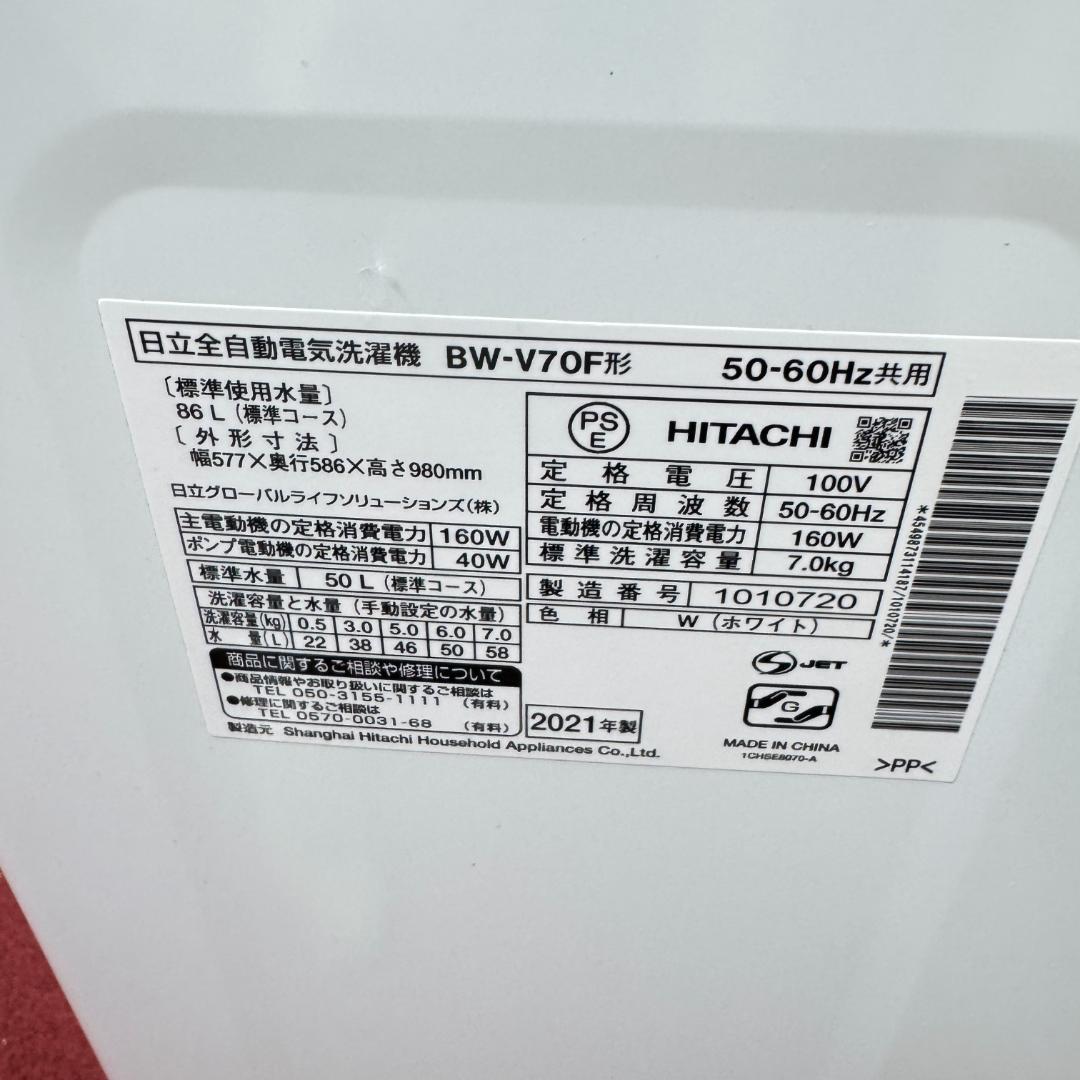 日立全自動電気洗濯機 BW-V70F形 50-60Hz共用
〔標準使用水量〕
86 L (標準コース)
〔外形寸法〕
幅577×奥行586×高さ980mm
日立グローバルライフソリューションズ(株)
主電動機の定格消費電力 160W
ポンプ電動機の定格消費電力 40W
標準水量 50 L (標準コース)
洗濯容量と水量 (手動設定の水量)
洗濯容量(kg) 0.5 3.0 5.0 6.0 7.0
水量(L) 22 38 46 50 58
商品に関するご相談や修理について
●商品情報やお取り扱いに関するご相談は
TEL 050-3155-1111 (有料)
●修理に関するご相談は
TEL 0570-0031-68 (有料)
製造元 Shanghai Hitachi Household Appliances Co.,Ltd.
PS E HITACHI
定格電圧 100V
定格周波数 50-60Hz
電動機の定格消費電力 160W
標準洗濯容量 7.0kg
製造番号 1010720
色相 W (ホワイト)
2021年製
JET
G
MADE IN CHINA
1CHSE8070-A
>PP<
*4549873114187/1010720/*